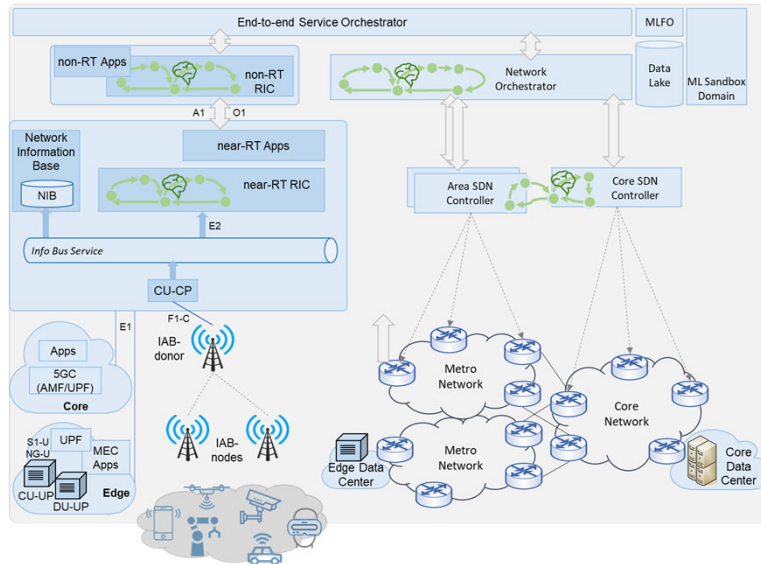 End-to-end Service Orchestrator
MLFO
non-RT Apps
non-RT
RIC
Network
Orchestrator
Data
Lake
ML Sandbox
Domain
A1
O1
Network
Information
Base
NIB
near-RT Apps
near-RT RIC
E2
Info Bus Service
CU-CP
Area SDN
Controller
Core SDN
Controller
E1
F1-C
IAB-
donor
Apps
5GC
(AMF/UPF)
Core
Metro
Network
Core
Network
S1-U
NG-U
UPF
MEC
Apps
CU-UP
DU-UP
Edge
IAB-
nodes
Edge Data
Center
Metro
Network
Core
Data
Center